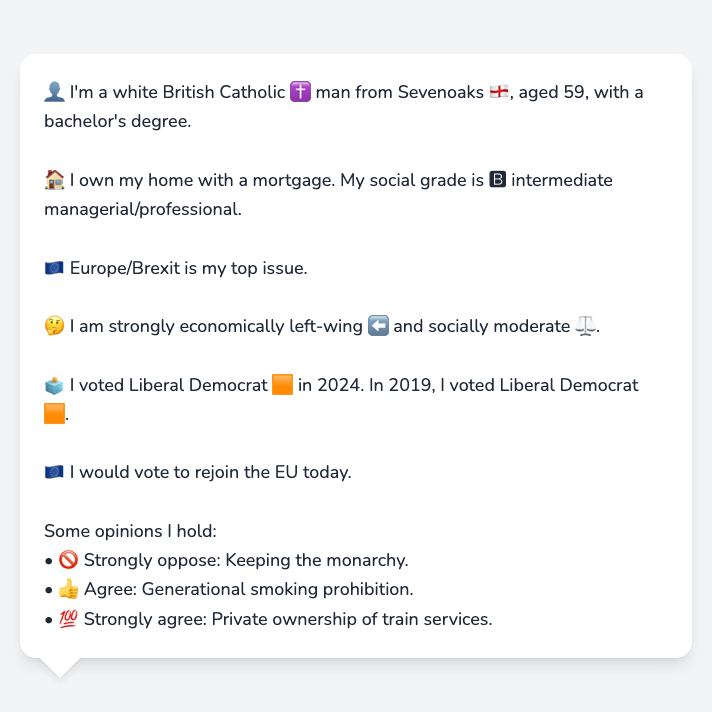 👤 I'm a white British Catholic ✝️ man from Sevenoaks 🏴󠁧󠁢󠁥󠁮󠁧󠁿, aged 59, with a
bachelor's degree.
🏠 I own my home with a mortgage. My social grade is 🅱 intermediate
managerial/professional.
🇪🇺 Europe/Brexit is my top issue.
🤔 I am strongly economically left-wing ⬅️ and socially moderate ⚖️.
🗳️ I voted Liberal Democrat 🟧 in 2024. In 2019, I voted Liberal Democrat
🟧.
🇪🇺 I would vote to rejoin the EU today.
Some opinions I hold:
• 🚫 Strongly oppose: Keeping the monarchy.
• 👍 Agree: Generational smoking prohibition.
• 💯 Strongly agree: Private ownership of train services.